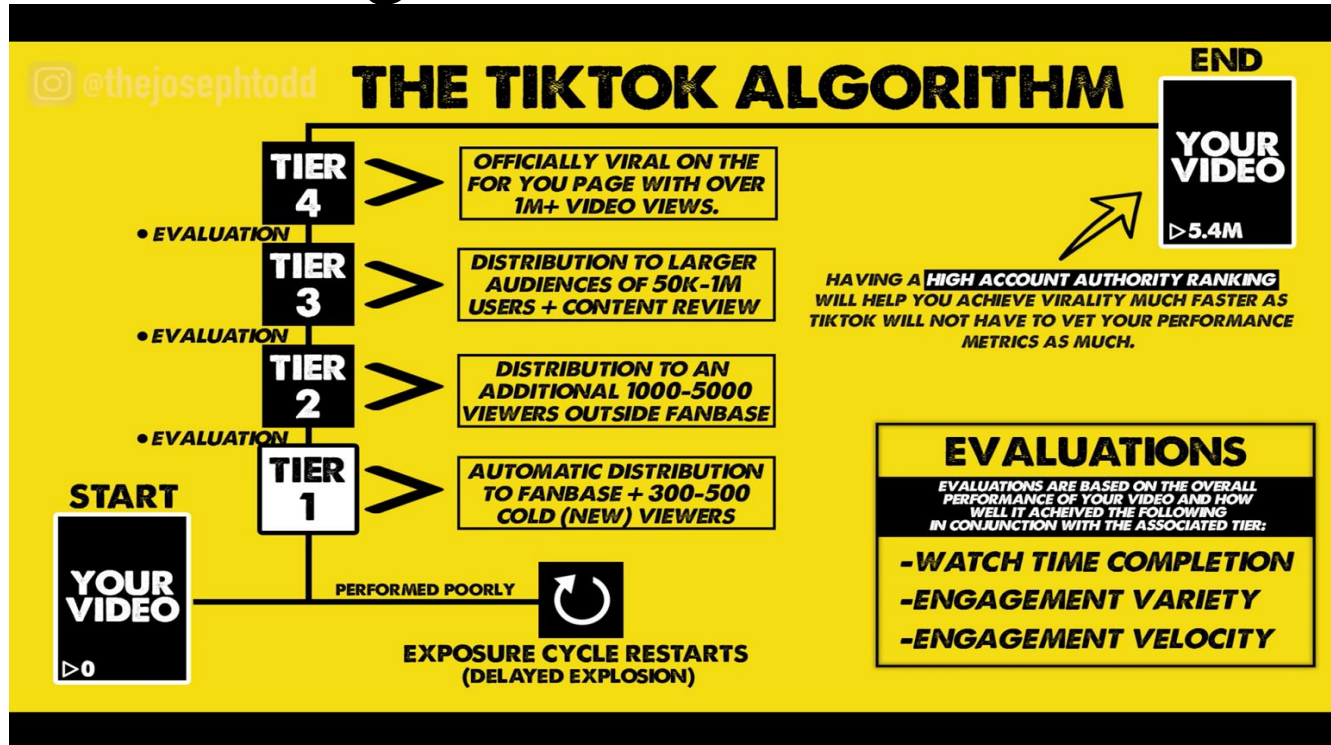 @thejosephtodd
THE TIKTOK ALGORITHM
END
YOUR
VIDEO
5.4M
TIER
4
OFFICIALLY VIRAL ON THE
FOR YOU PAGE WITH OVER
1M+ VIDEO VIEWS.
• EVALUATION
TIER
3
DISTRIBUTION TO LARGER
AUDIENCES OF 50K-1M
USERS + CONTENT REVIEW
HAVING A HIGH ACCOUNT AUTHORITY RANKING
WILL HELP YOU ACHIEVE VIRALITY MUCH FASTER AS
TIKTOK WILL NOT HAVE TO VET YOUR PERFORMANCE
METRICS AS MUCH.
• EVALUATION
TIER
2
DISTRIBUTION TO AN
ADDITIONAL 1000-5000
VIEWERS OUTSIDE FANBASE
• EVALUATION
TIER
1
AUTOMATIC DISTRIBUTION
TO FANBASE + 300-500
COLD (NEW) VIEWERS
START
YOUR
VIDEO
0
PERFORMED POORLY
EXPOSURE CYCLE RESTARTS
(DELAYED EXPLOSION)
EVALUATIONS
EVALUATIONS ARE BASED ON THE OVERALL
PERFORMANCE OF YOUR VIDEO AND HOW
WELL IT ACHEIVED THE FOLLOWING
IN CONJUNCTION WITH THE ASSOCIATED TIER:
-WATCH TIME COMPLETION
-ENGAGEMENT VARIETY
-ENGAGEMENT VELOCITY